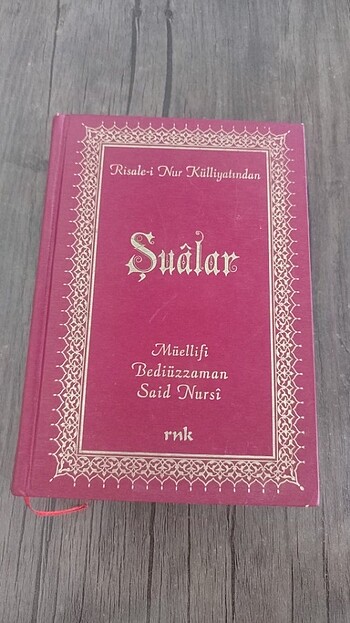 Risale-i Nur Külliyatından
Şuâlar
Müellifi
Bediüzzaman
Said Nursî
rnk